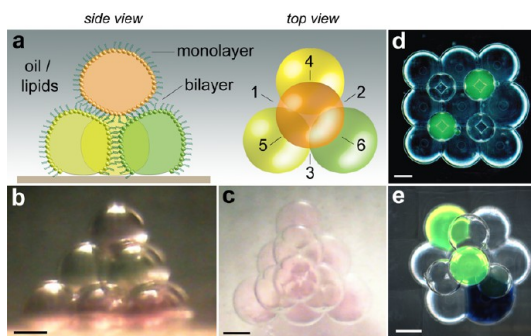 side view
top view
a
oil /
lipids
monolayer
bilayer
4
1
2
5
6
3
d
b
c
e